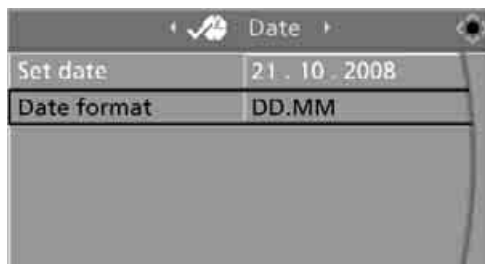 Date
Set date 21 . 10 . 2008
Date format DD.MM